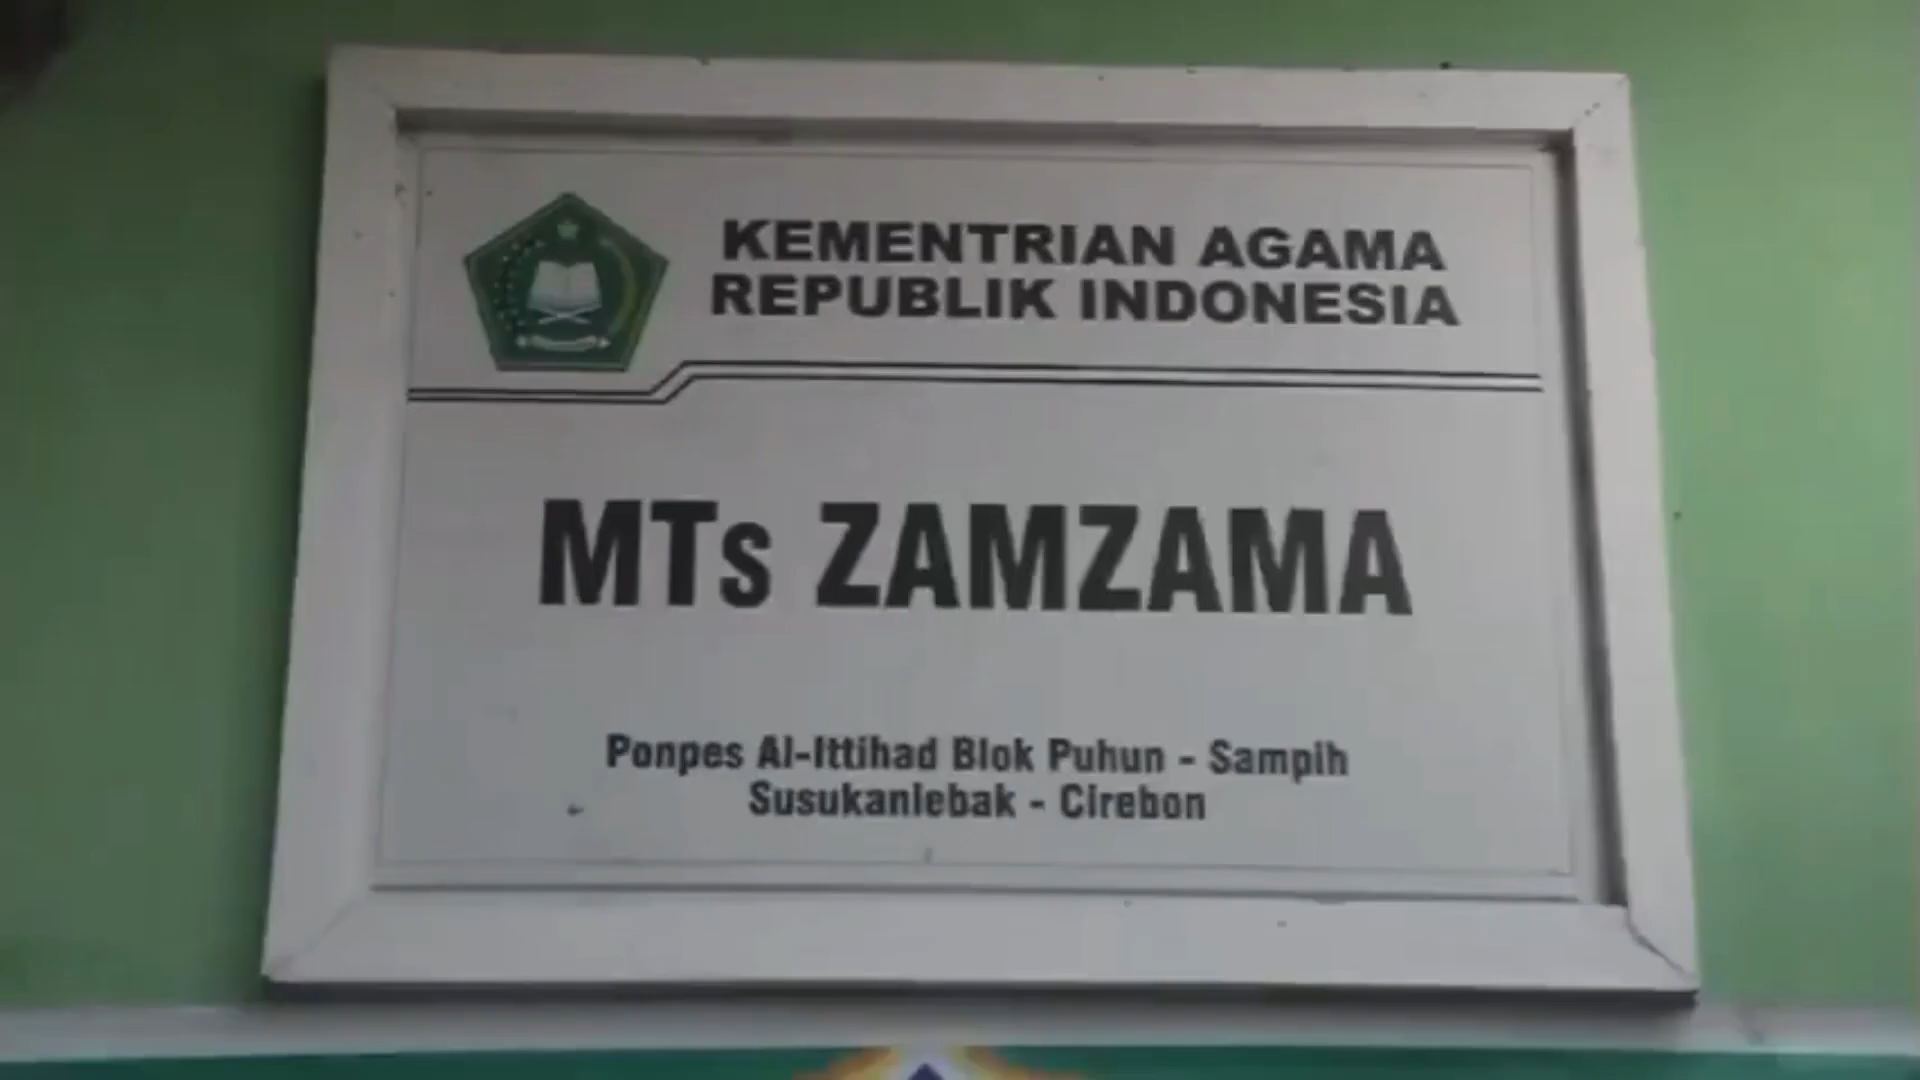 KEMENTRIAN AGAMA
REPUBLIK INDONESIA
MTs ZAMZAMA
Ponpes Al-Ittihad Blok Puhun - Sampih
Susukanlebak - Cirebon